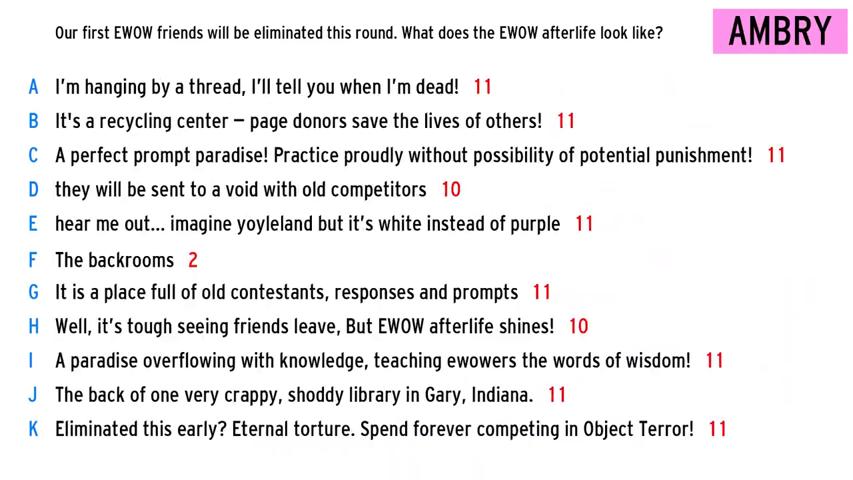 Our first EWOW friends will be eliminated this round. What does the EWOW afterlife look like?
AMBRY
A I'm hanging by a thread, I'll tell you when I'm dead! 11
B It's a recycling center – page donors save the lives of others! 11
C A perfect prompt paradise! Practice proudly without possibility of potential punishment! 11
D they will be sent to a void with old competitors 10
E hear me out... imagine yoyleland but it's white instead of purple 11
F The backrooms 2
G It is a place full of old contestants, responses and prompts 11
H Well, it's tough seeing friends leave, But EWOW afterlife shines! 10
I A paradise overflowing with knowledge, teaching ewowers the words of wisdom! 11
J The back of one very crappy, shoddy library in Gary, Indiana. 11
K Eliminated this early? Eternal torture. Spend forever competing in Object Terror! 11